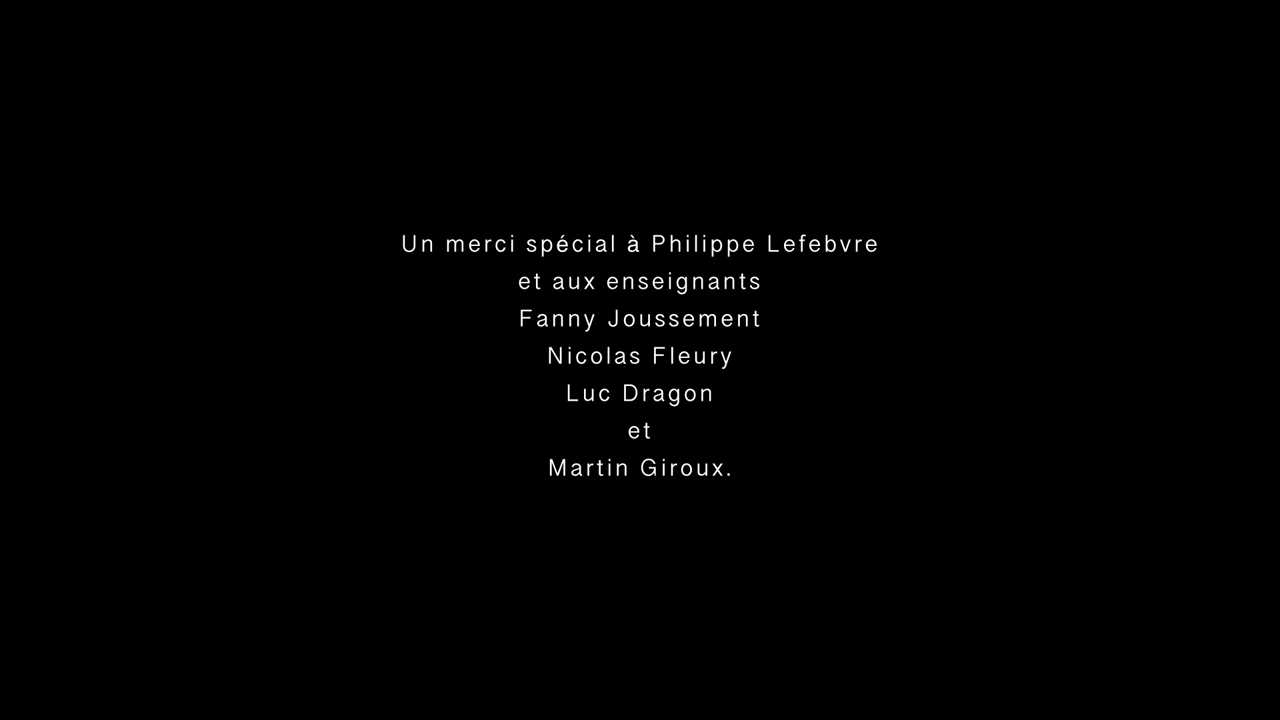 Un merci spécial à Philippe Lefebvre
et aux enseignants
Fanny Joussement
Nicolas Fleury
Luc Dragon
et
Martin Giroux.